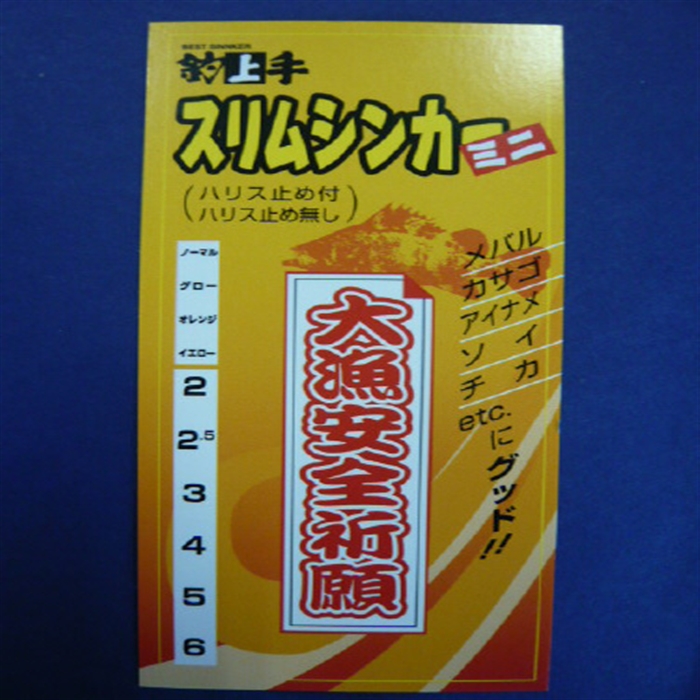 BEST SINNKER
釣上手
スリムシンカー
ミニ
(ハリス止め付
ハリス止め無し)
ノーマル
グロー
オレンジ
イエロー
2
2.5
3
4
5
6
大漁安全祈願
メバル
カサゴ
アイナメ
ソイ
チカ
etc.にグッド!!